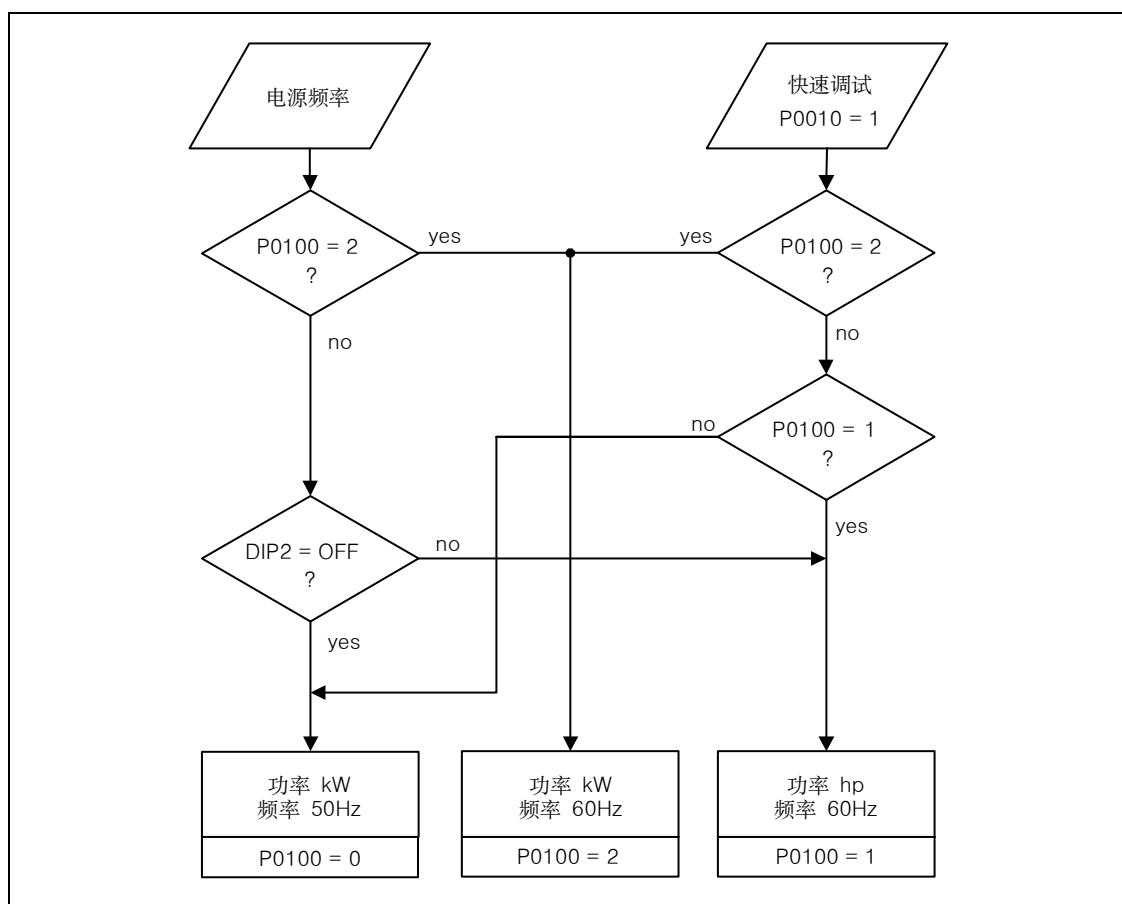 电源频率
快速调试
P0010 = 1
P0100 = 2
?
yes
yes
P0100 = 2
?
no
no
no
P0100 = 1
?
DIP2 = OFF
?
no
yes
yes
功率 kW
频率 50Hz
P0100 = 0
功率 kW
频率 60Hz
P0100 = 2
功率 hp
频率 60Hz
P0100 = 1